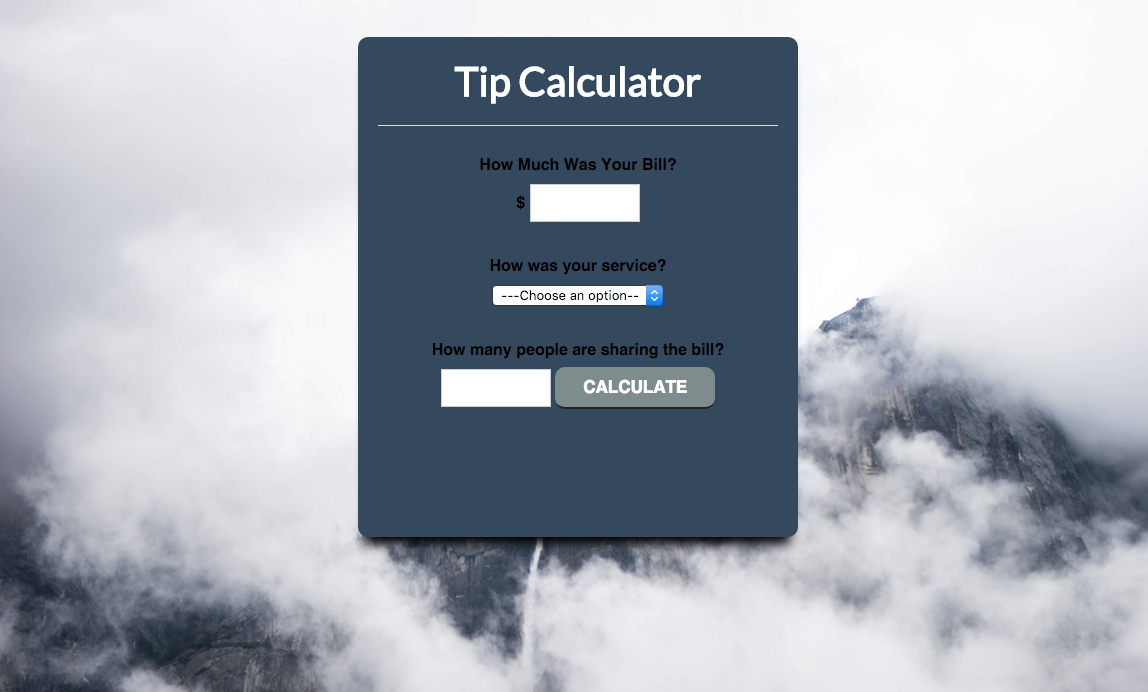 Tip Calculator
How Much Was Your Bill?
$
How was your service?
---Choose an option--
How many people are sharing the bill?
CALCULATE